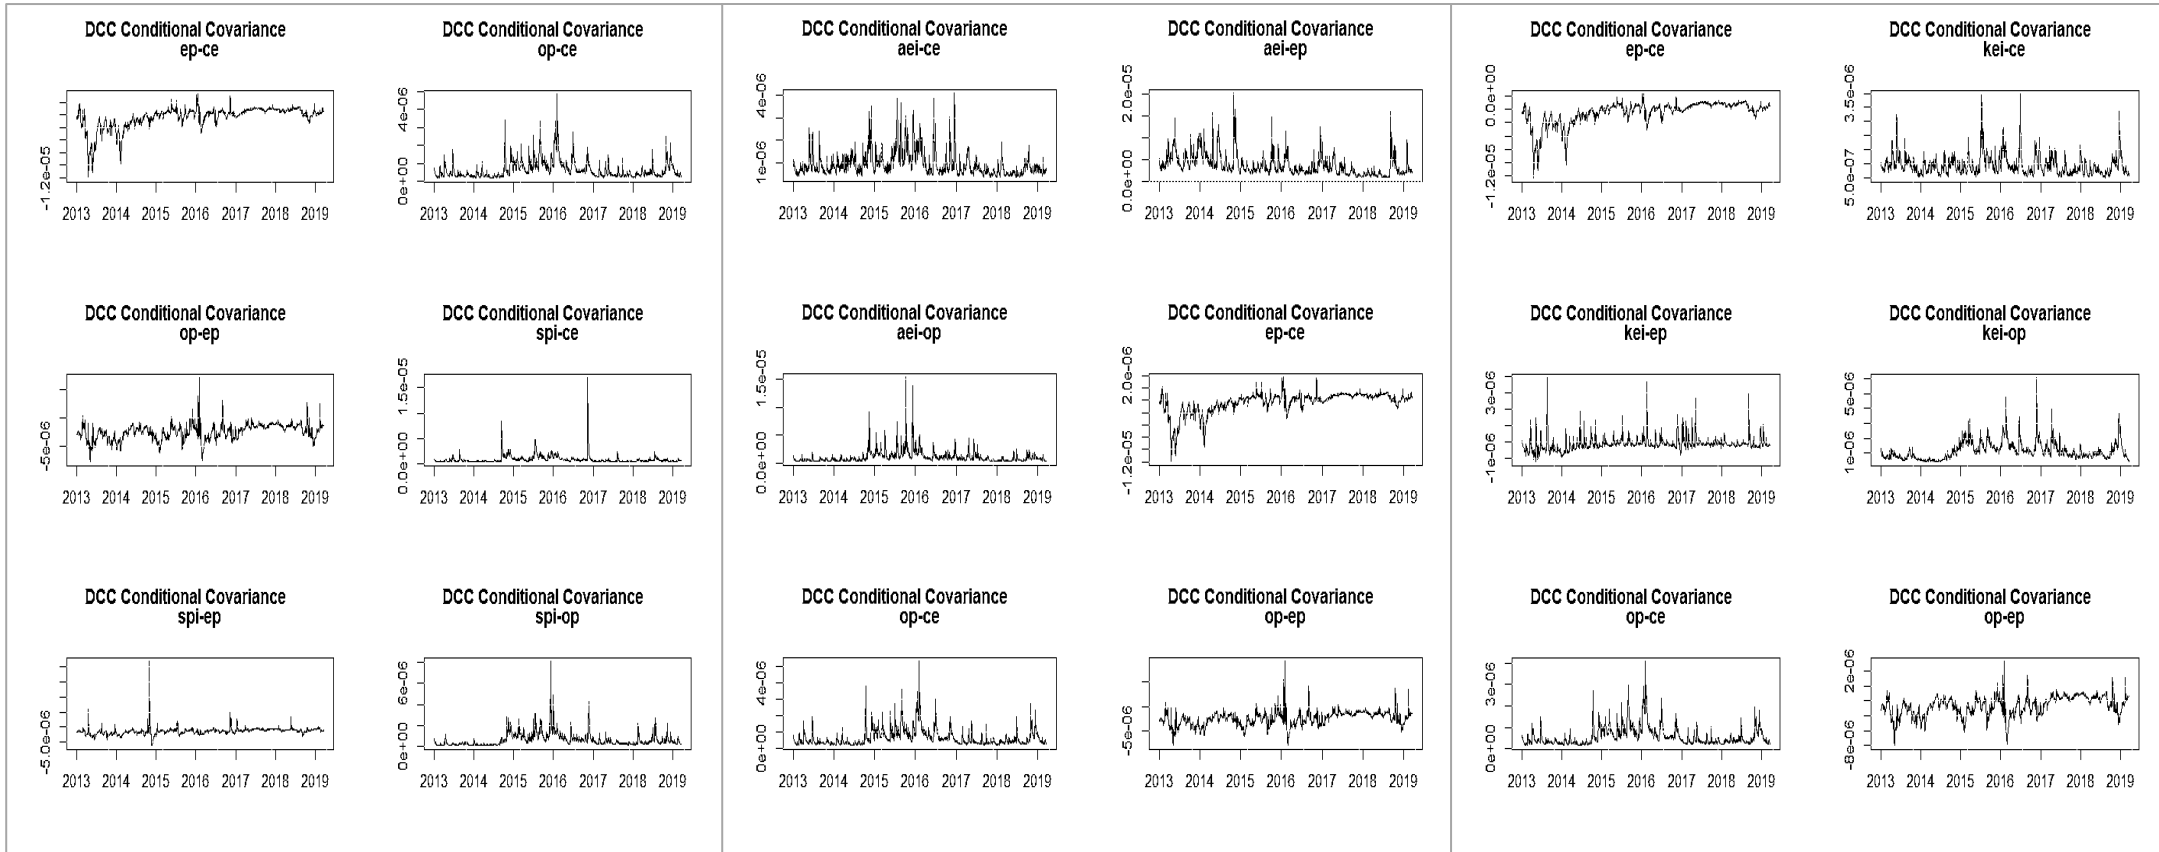 DCC Conditional Covariance
ep-ce
-1.2e-05
2013 2014 2015 2016 2017 2018 2019
DCC Conditional Covariance
op-ce
0e+00 4e-06
2013 2014 2015 2016 2017 2018 2019
DCC Conditional Covariance
op-ep
-5e-06
2013 2014 2015 2016 2017 2018 2019
DCC Conditional Covariance
spi-ce
0.0e+00 1.5e-05
2013 2014 2015 2016 2017 2018 2019
DCC Conditional Covariance
spi-ep
-5.0e-06
2013 2014 2015 2016 2017 2018 2019
DCC Conditional Covariance
spi-op
0e+00 6e-06
2013 2014 2015 2016 2017 2018 2019
DCC Conditional Covariance
aei-ce
1e-06 4e-06
2013 2014 2015 2016 2017 2018 2019
DCC Conditional Covariance
aei-ep
0.0e+00 2.0e-05
2013 2014 2015 2016 2017 2018 2019
DCC Conditional Covariance
aei-op
0.0e+00 1.5e-05
2013 2014 2015 2016 2017 2018 2019
DCC Conditional Covariance
ep-ce
-1.2e-05 2.0e-06
2013 2014 2015 2016 2017 2018 2019
DCC Conditional Covariance
op-ce
0e+00 4e-06
2013 2014 2015 2016 2017 2018 2019
DCC Conditional Covariance
op-ep
-5e-06
2013 2014 2015 2016 2017 2018 2019
DCC Conditional Covariance
ep-ce
-1.2e-05 0.0e+00
2013 2014 2015 2016 2017 2018 2019
DCC Conditional Covariance
kei-ce
5.0e-07 3.5e-06
2013 2014 2015 2016 2017 2018 2019
DCC Conditional Covariance
kei-ep
-1e-06 3e-06
2013 2014 2015 2016 2017 2018 2019
DCC Conditional Covariance
kei-op
1e-06 5e-06
2013 2014 2015 2016 2017 2018 2019
DCC Conditional Covariance
op-ce
0e+00 3e-06
2013 2014 2015 2016 2017 2018 2019
DCC Conditional Covariance
op-ep
-8e-06 2e-06
2013 2014 2015 2016 2017 2018 2019